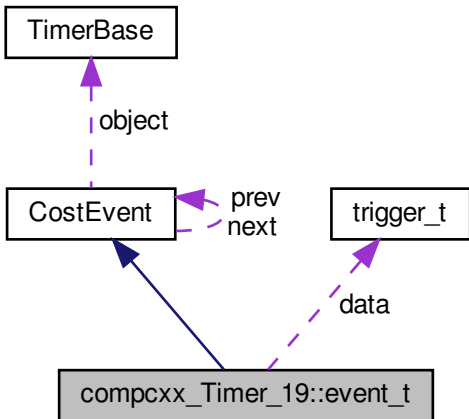 TimerBase
object
CostEvent
prev
next
trigger_t
data
compcxx_Timer_19::event_t